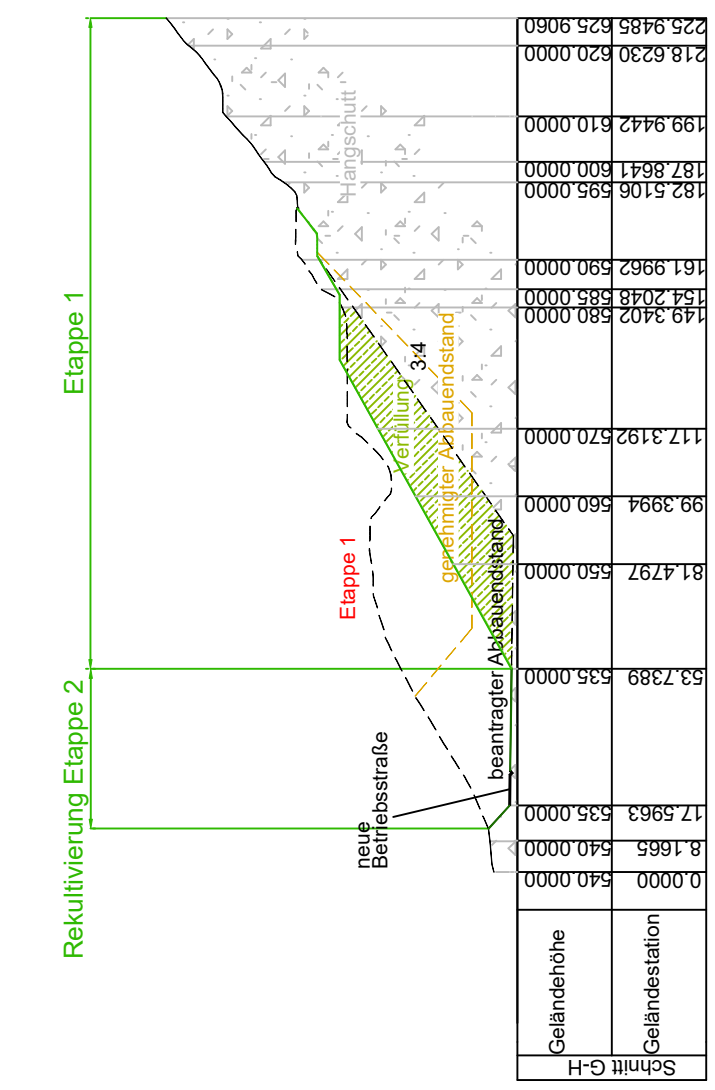 Rekultivierung Etappe 2
Etappe 1
Etappe 1
Hangschutt
Verfüllung
3:4
genehmigter Abbauendstand
beantragter Abbauendstand
neue
Betriebsstraße
Schnitt G-H
Geländehöhe
540.0000
540.0000
535.0000
535.0000
550.0000
560.0000
570.0000
580.0000
585.0000
590.0000
595.0000
600.0000
610.0000
620.0000
625.9060
Geländestation
0.0000
8.1665
17.5963
53.7389
81.4797
99.3994
117.3192
149.3402
154.2048
161.9962
182.5106
187.8641
199.9442
218.6230
225.9485